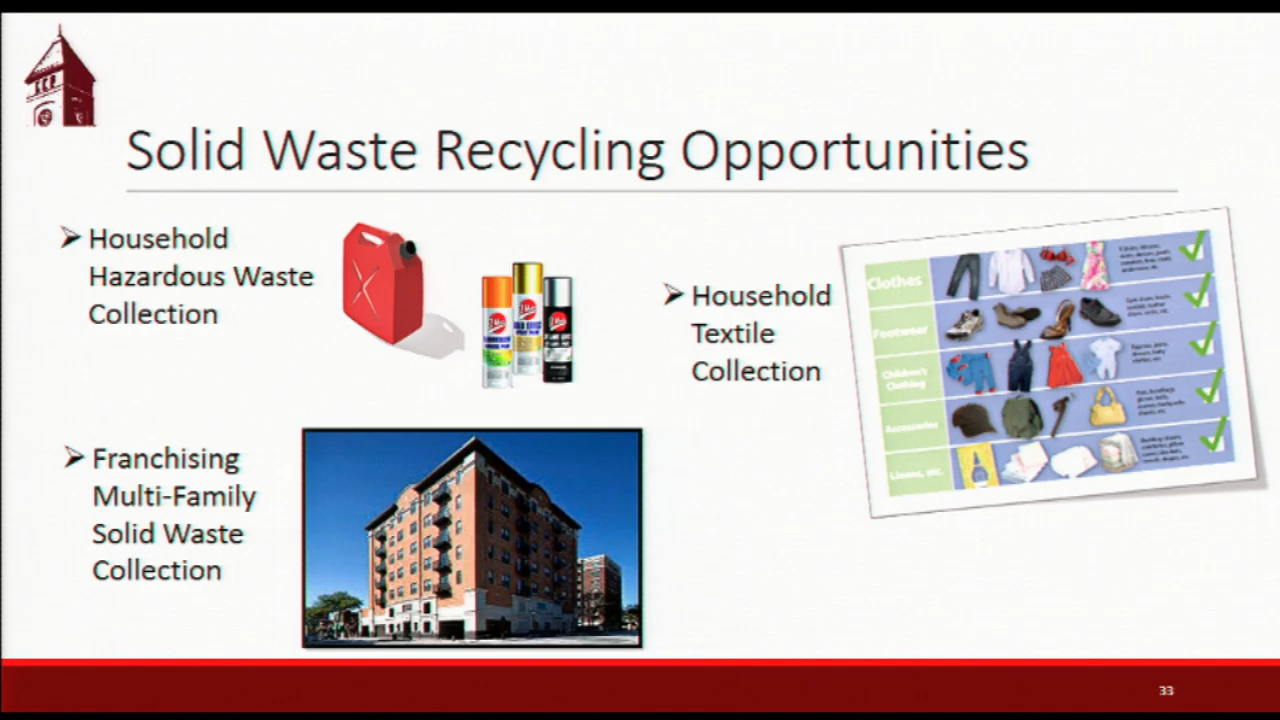 Solid Waste Recycling Opportunities
➢ Household
Hazardous Waste
Collection
➢ Household
Textile
Collection
➢ Franchising
Multi-Family
Solid Waste
Collection
Clothes
Footwear
Children's
Clothing
Accessories
Linens, etc.
33